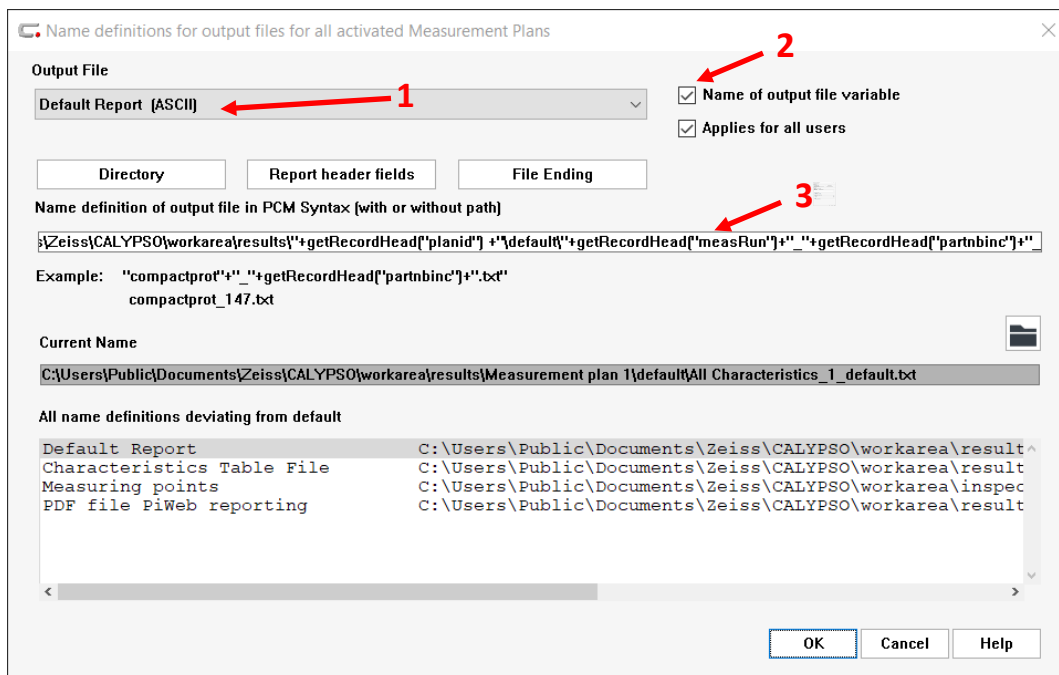 Name definitions for output files for all activated Measurement Plans
2
Output File
Default Report (ASCII)
1
Name of output file variable
Applies for all users
Directory
Report header fields
File Ending
3
Name definition of output file in PCM Syntax (with or without path)
s\Zeiss\CALYPSO\workarea\results\"+getRecordHead("planid") +"\default\"+getRecordHead("measRun")+"_"+getRecordHead("partnbinc")+"_
Example: "compactprot"+"_"+getRecordHead("partnbinc")+".txt"
compactprot_147.txt
Current Name
C:\Users\Public\Documents\Zeiss\CALYPSO\workarea\results\Measurement plan 1\default\All Characteristics_1_default.txt
All name definitions deviating from default
Default Report C:\Users\Public\Documents\Zeiss\CALYPSO\workarea\result
Characteristics Table File C:\Users\Public\Documents\Zeiss\CALYPSO\workarea\result
Measuring points C:\Users\Public\Documents\Zeiss\CALYPSO\workarea\inspec
PDF file PiWeb reporting C:\Users\Public\Documents\Zeiss\CALYPSO\workarea\result
OK
Cancel
Help